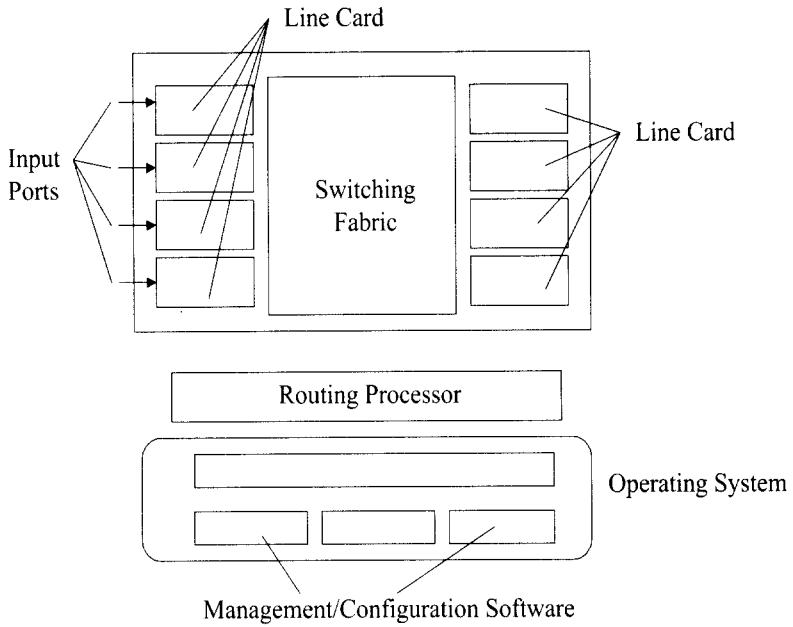 Line Card
Line Card
Input
Ports
Switching
Fabric
Routing Processor
Operating System
Management/Configuration Software